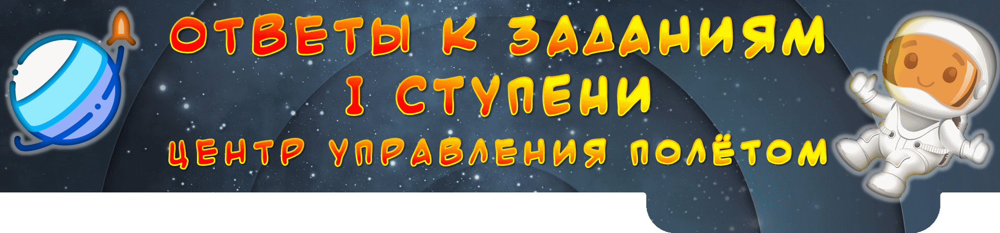 ОТВЕТЫ К ЗАДАНИЯМ
I СТУПЕНИ
ЦЕНТР УПРАВЛЕНИЯ ПОЛЁТОМ